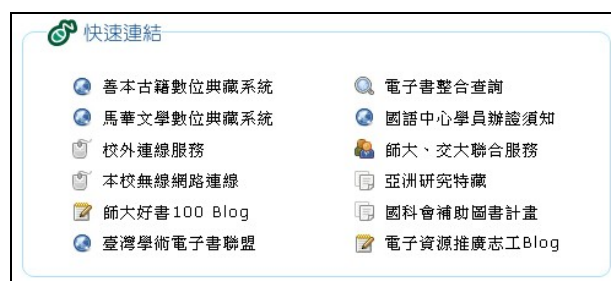 快速連結
善本古籍數位典藏系統
電子書整合查詢
馬華文學數位典藏系統
國語中心學員辦證須知
校外連線服務
師大、交大聯合服務
本校無線網路連線
亞洲研究特藏
師大好書100 Blog
國科會補助圖書計畫
臺灣學術電子書聯盟
電子資源推廣志工Blog